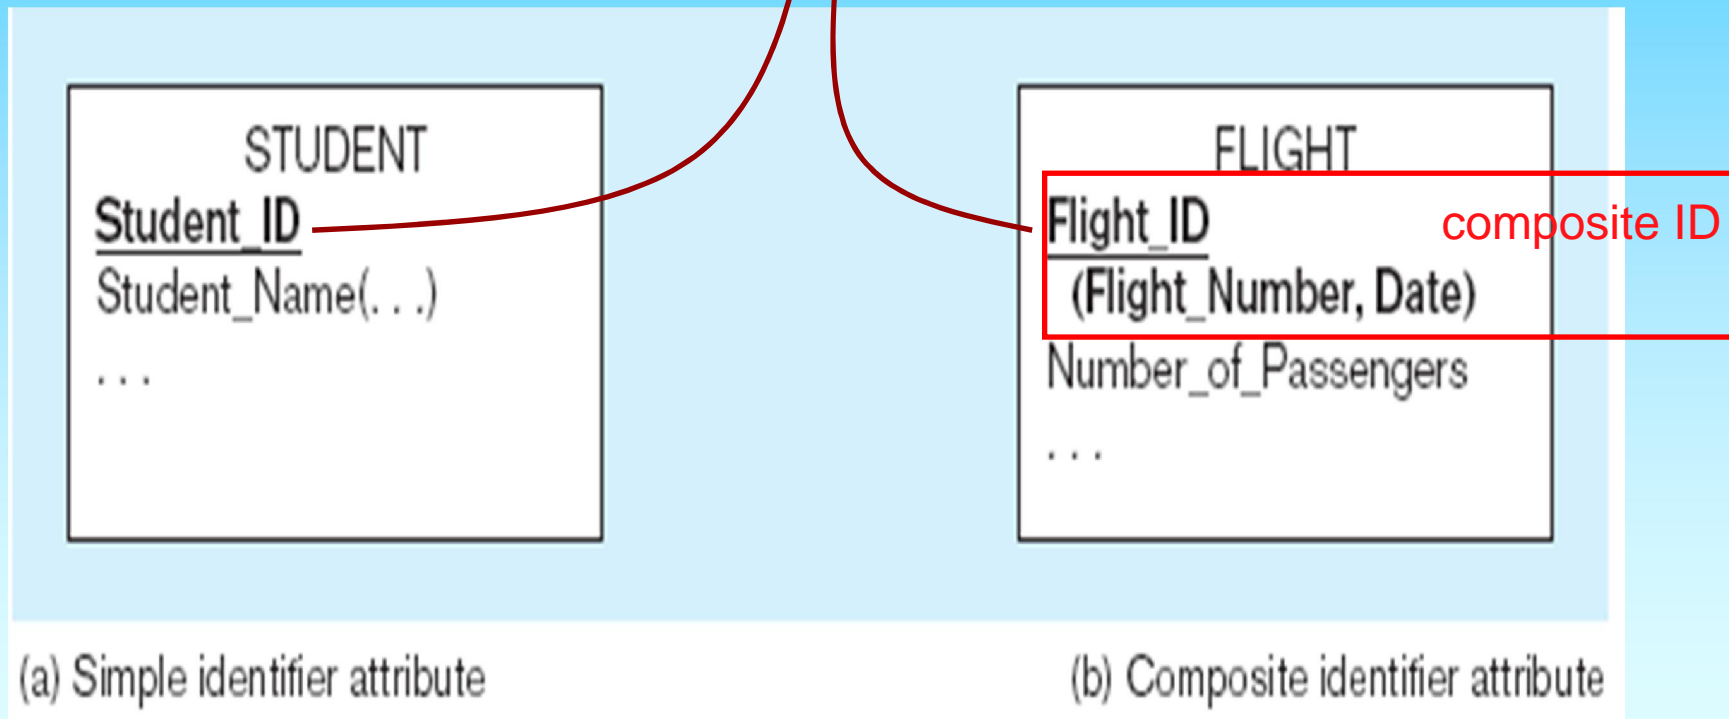 STUDENT
Student_ID
Student_Name(. . .)
. . .
FLIGHT
Flight_ID
composite ID
(Flight_Number, Date)
Number_of_Passengers
. . .
(a) Simple identifier attribute
(b) Composite identifier attribute